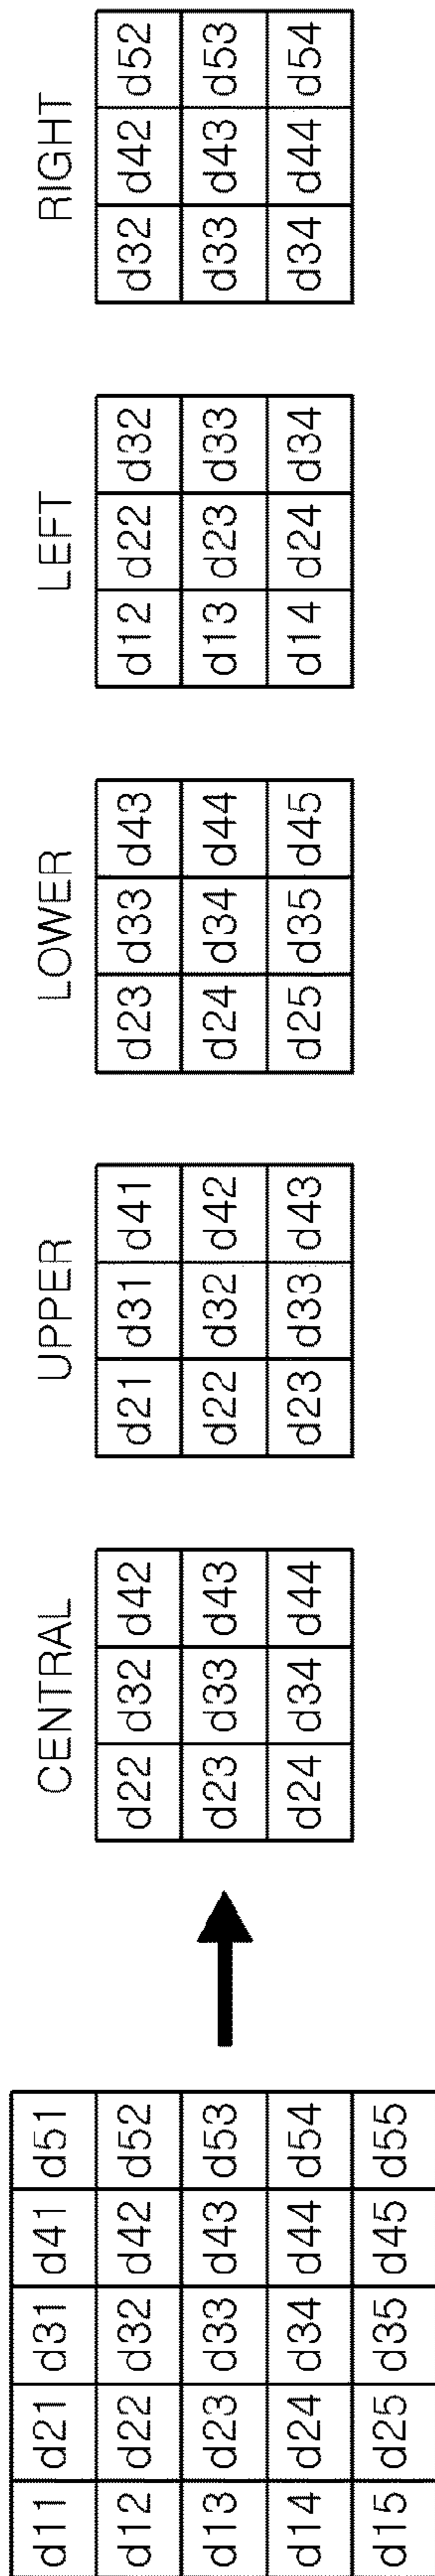 d11 d21 d31 d41 d51
d12 d22 d32 d42 d52
d13 d23 d33 d43 d53
d14 d24 d34 d44 d54
d15 d25 d35 d45 d55
CENTRAL
d22 d32 d42
d23 d33 d43
d24 d34 d44
UPPER
d21 d31 d41
d22 d32 d42
d23 d33 d43
LOWER
d23 d33 d43
d24 d34 d44
d25 d35 d45
LEFT
d12 d22 d32
d13 d23 d33
d14 d24 d34
RIGHT
d32 d42 d52
d33 d43 d53
d34 d44 d54